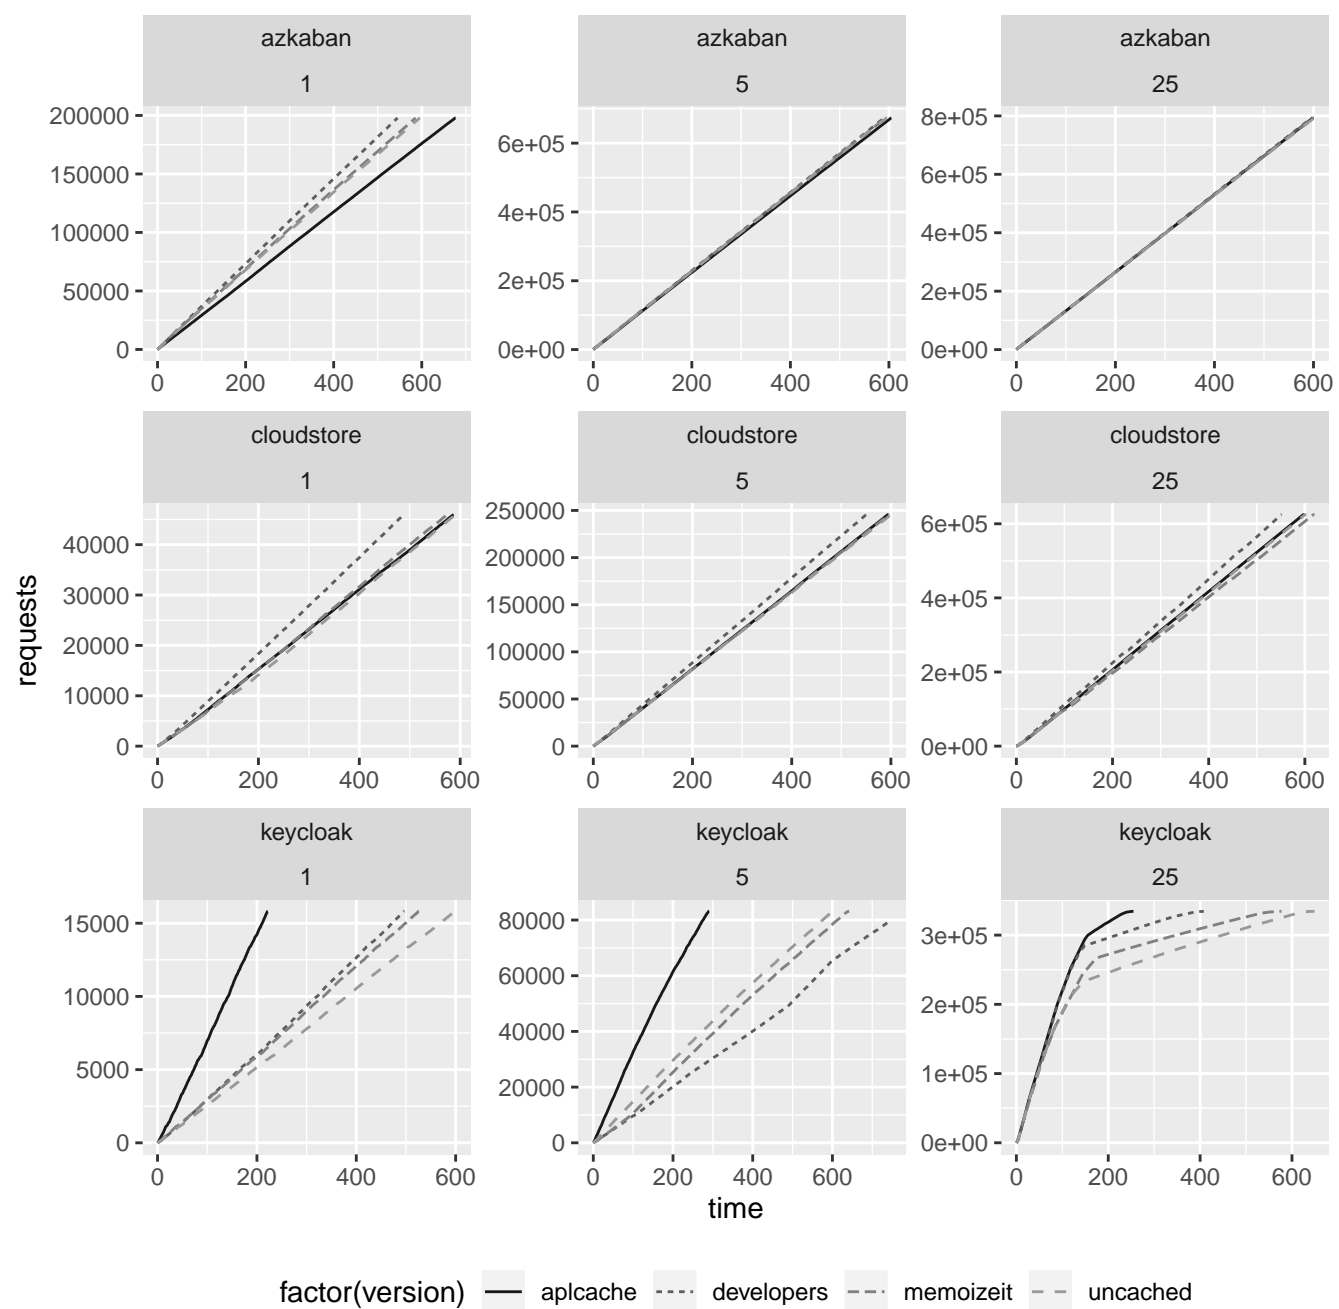 azkaban azkaban azkaban
1 5 25
200000
150000
100000
50000
0
6e+05
4e+05
2e+05
0e+00
8e+05
6e+05
4e+05
2e+05
0e+00
0 200 400 600 0 200 400 600 0 200 400 600
cloudstore cloudstore cloudstore
1 5 25
40000
30000
20000
10000
0
250000
200000
150000
100000
50000
0
6e+05
4e+05
2e+05
0e+00
0 200 400 600 0 200 400 600 0 200 400 600
requests
keycloak keycloak keycloak
1 5 25
15000
10000
5000
0
80000
60000
40000
20000
0
3e+05
2e+05
1e+05
0e+00
0 200 400 600 0 200 400 600 0 200 400 600
time
factor(version) aplcache developers memoizeit uncached